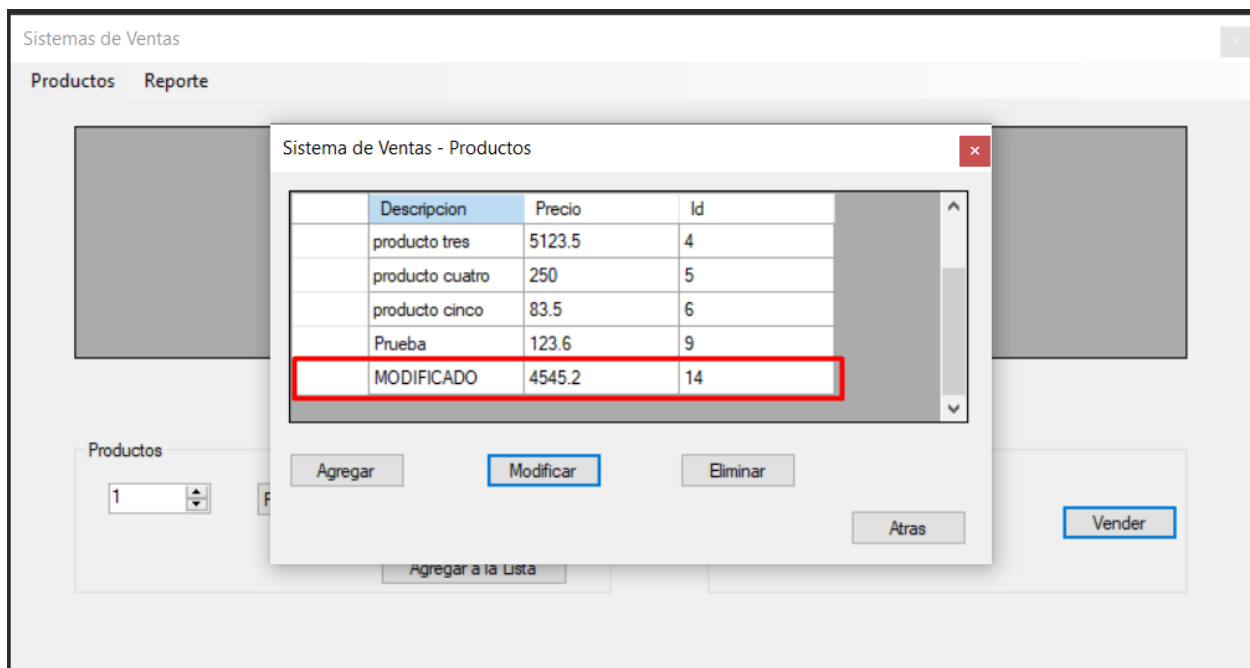 Sistemas de Ventas
Productos Reporte
Sistema de Ventas - Productos
Descripcion Precio Id
producto tres 5123.5 4
producto cuatro 250 5
producto cinco 83.5 6
Prueba 123.6 9
MODIFICADO 4545.2 14
Agregar Modificar Eliminar
Atras
Productos
1
Vender
Agregar a la Lista